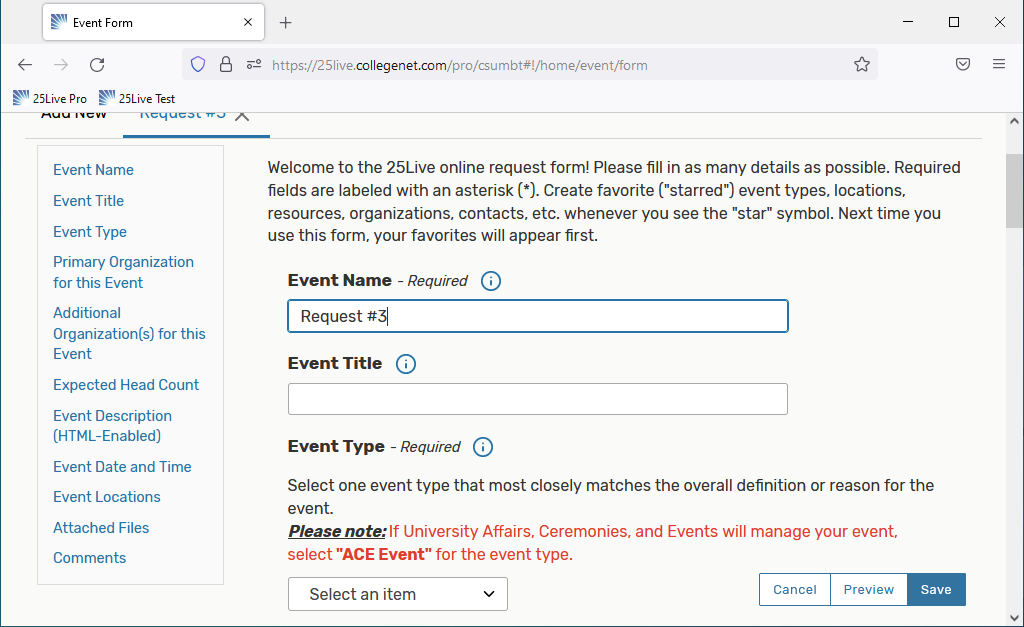 Event Form
https://25live.collegenet.com/pro/csumbt#!/home/event/form
25Live Pro 25Live Test
Add New Request #3
Event Name
Event Title
Event Type
Primary Organization
for this Event
Additional
Organization(s) for this
Event
Expected Head Count
Event Description
(HTML-Enabled)
Event Date and Time
Event Locations
Attached Files
Comments
Welcome to the 25Live online request form! Please fill in as many details as possible. Required
fields are labeled with an asterisk (*). Create favorite ("starred") event types, locations,
resources, organizations, contacts, etc. whenever you see the "star" symbol. Next time you
use this form, your favorites will appear first.
Event Name - Required
Request #3
Event Title
Event Type - Required
Select one event type that most closely matches the overall definition or reason for the
event.
Please note: If University Affairs, Ceremonies, and Events will manage your event,
select "ACE Event" for the event type.
Select an item
Cancel Preview Save